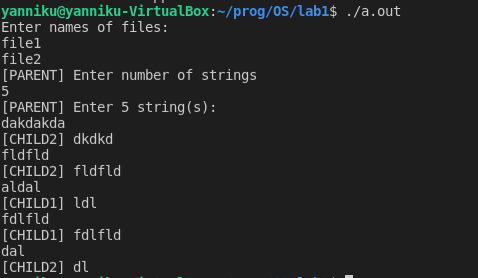 yanniku@yanniku-VirtualBox:~/prog/OS/lab1$ ./a.out
Enter names of files:
file1
file2
[PARENT] Enter number of strings
5
[PARENT] Enter 5 string(s):
dakdakda
[CHILD2] dkdkd
fldfld
[CHILD2] fldfld
aldal
[CHILD1] ldl
fdlfld
[CHILD1] fdlfld
dal
[CHILD2] dl